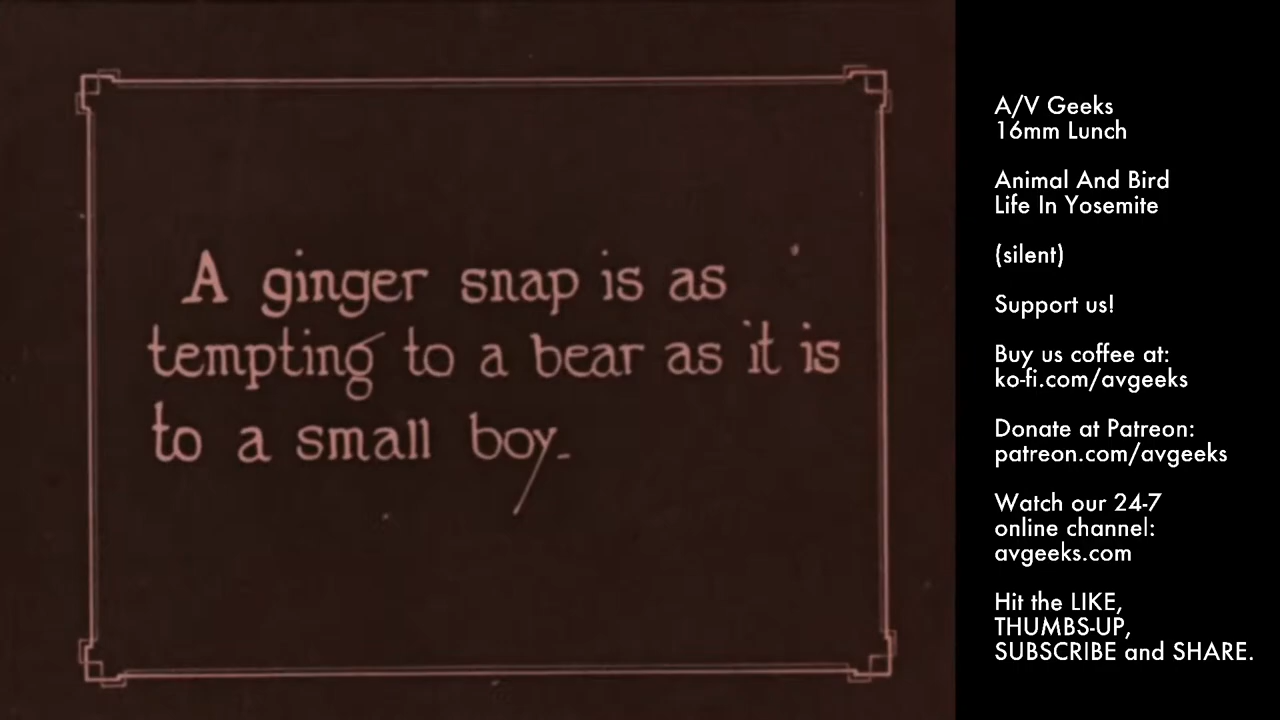 A ginger snap is as
tempting to a bear as it is
to a small boy.
A/V Geeks
16mm Lunch
Animal And Bird
Life In Yosemite
(silent)
Support us!
Buy us coffee at:
ko-fi.com/avgeeks
Donate at Patreon:
patreon.com/avgeeks
Watch our 24-7
online channel:
avgeeks.com
Hit the LIKE,
THUMBS-UP,
SUBSCRIBE and SHARE.